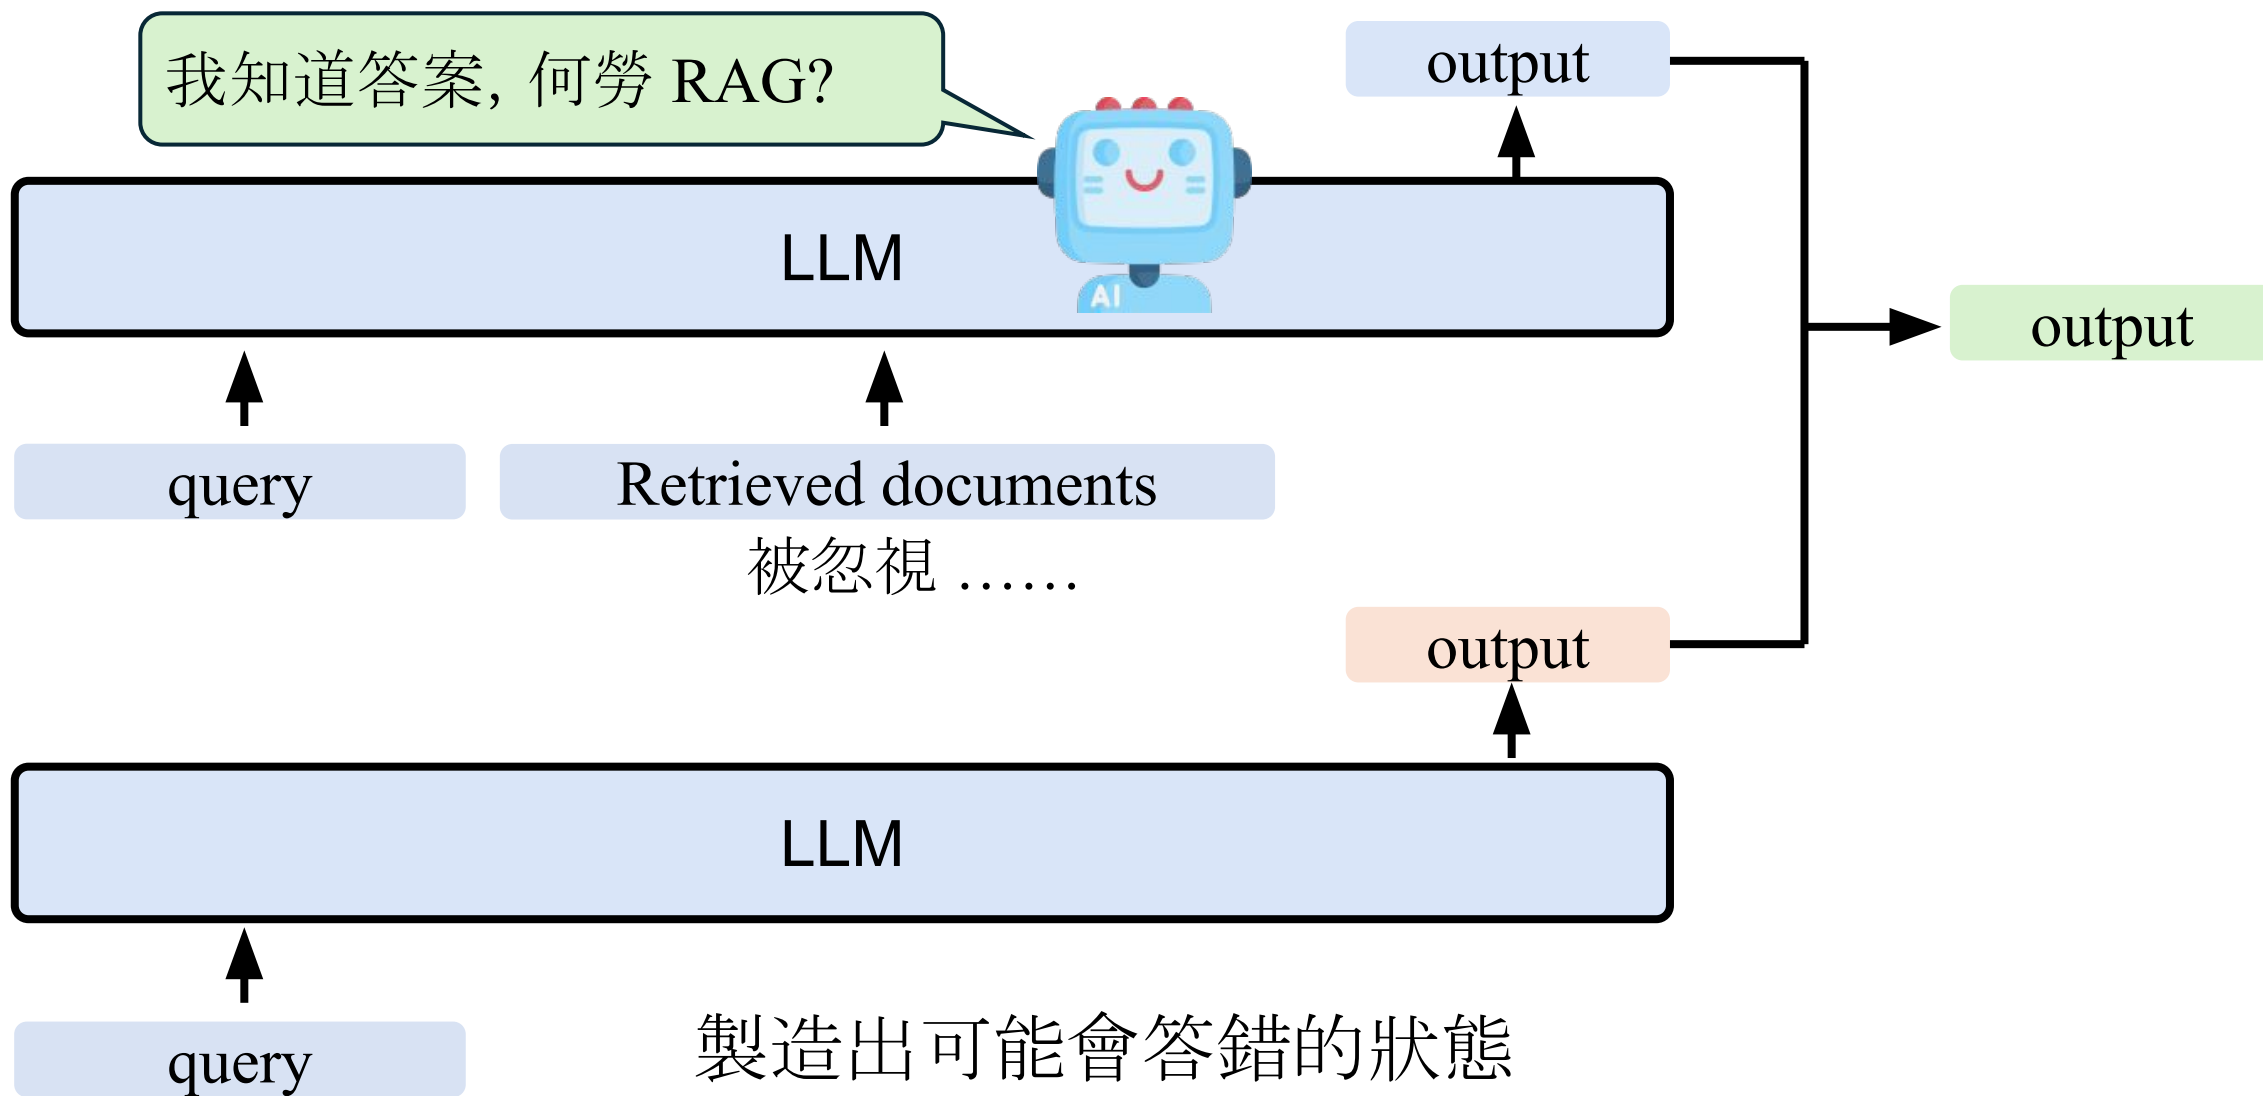 我知道答案, 何勞 RAG?
output
LLM
AI
output
query
Retrieved documents
被忽視 ……
output
LLM
query
製造出可能會答錯的狀態